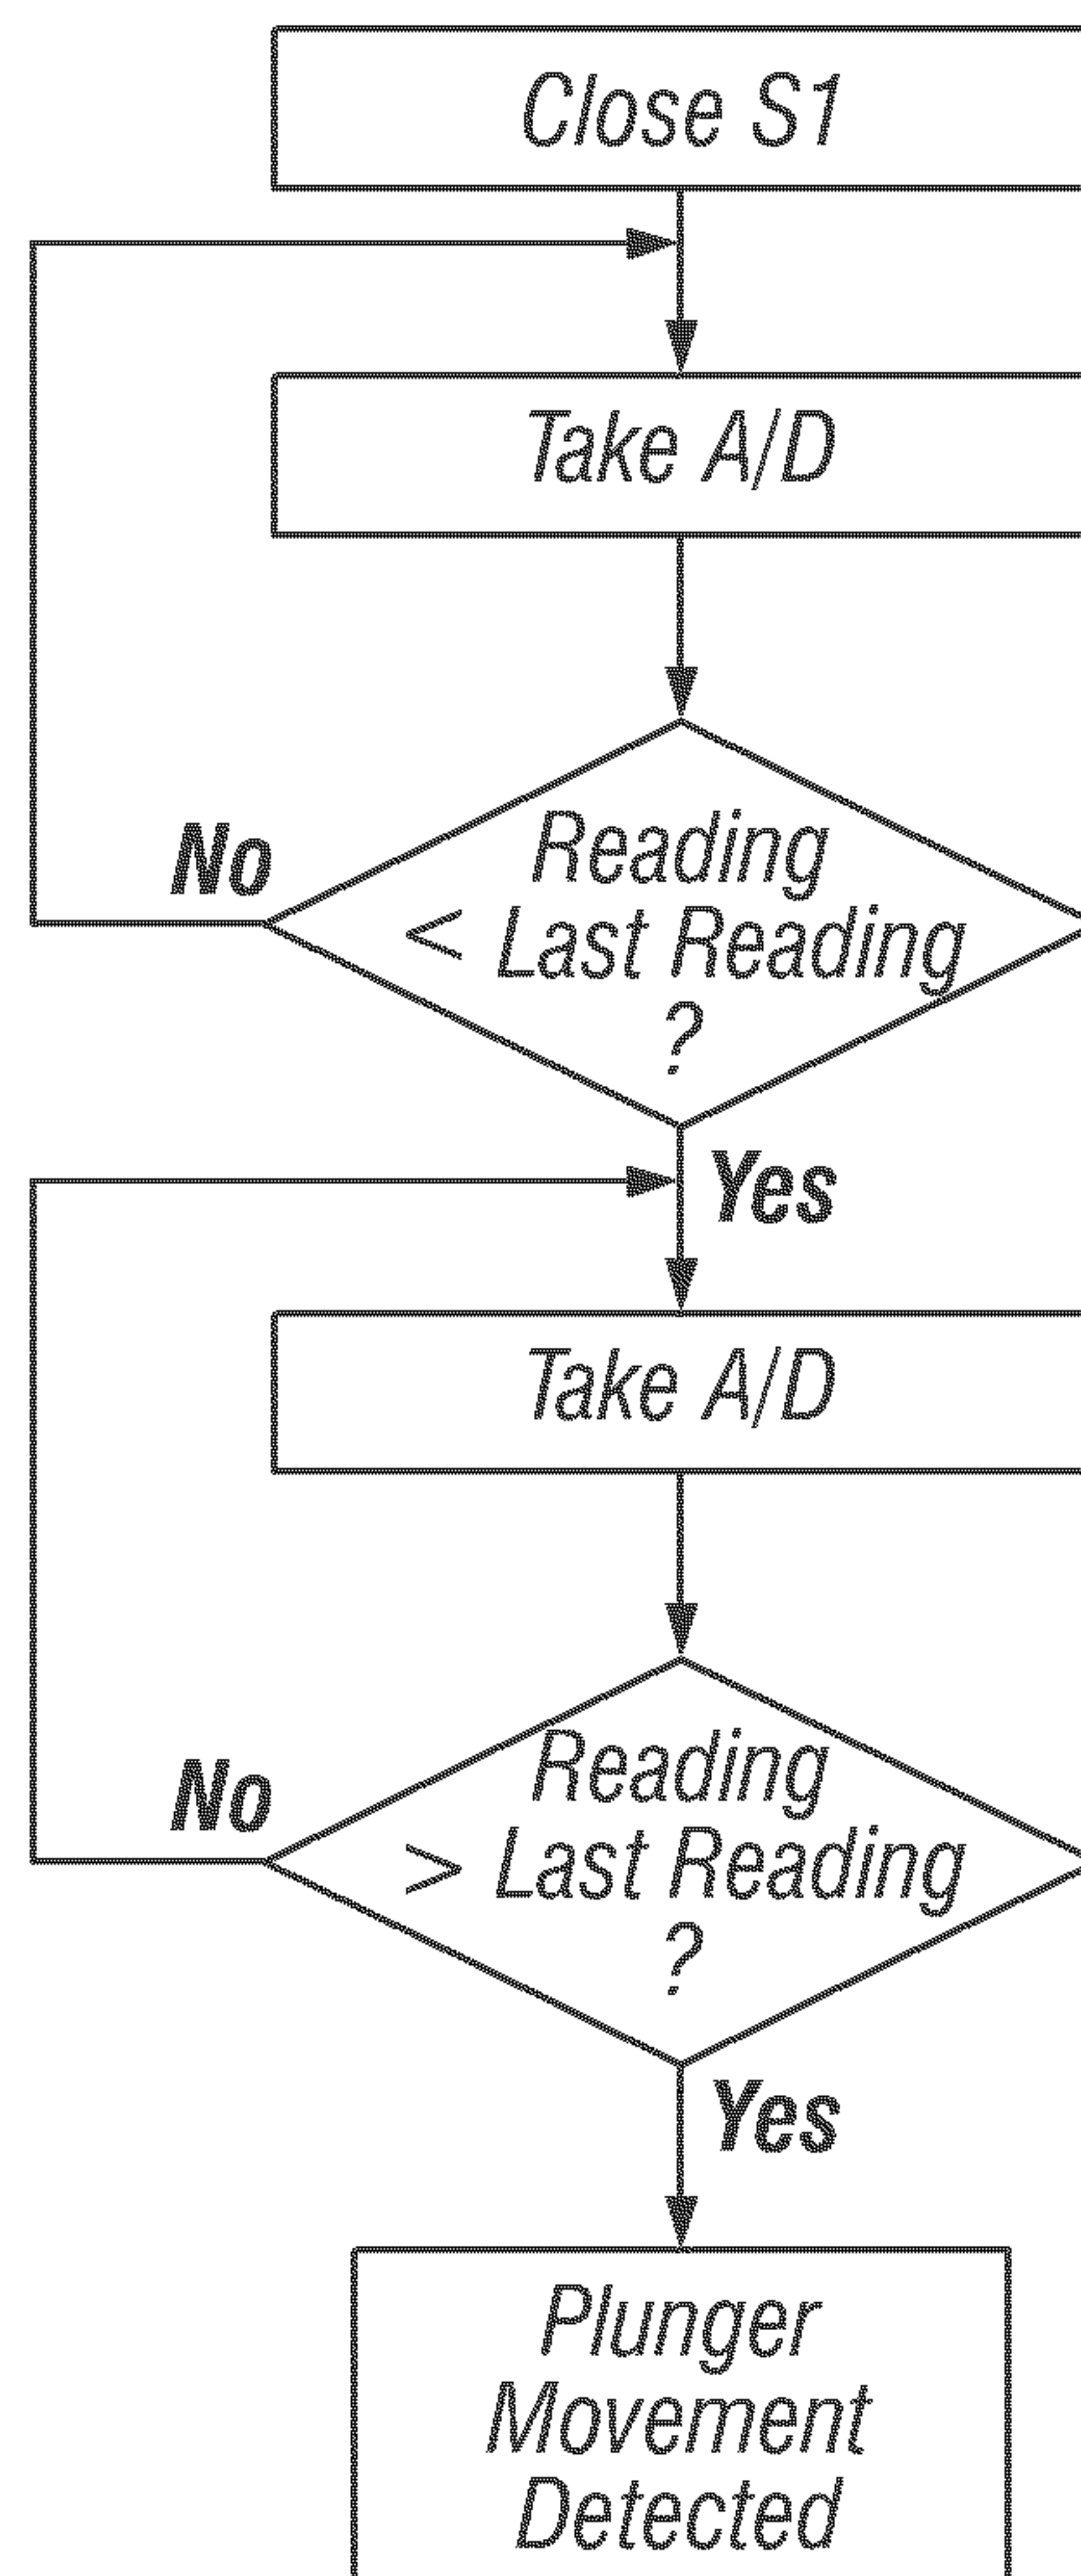 Close S1
Take A/D
Reading
< Last Reading
?
No
Yes
Take A/D
Reading
> Last Reading
?
No
Yes
Plunger
Movement
Detected